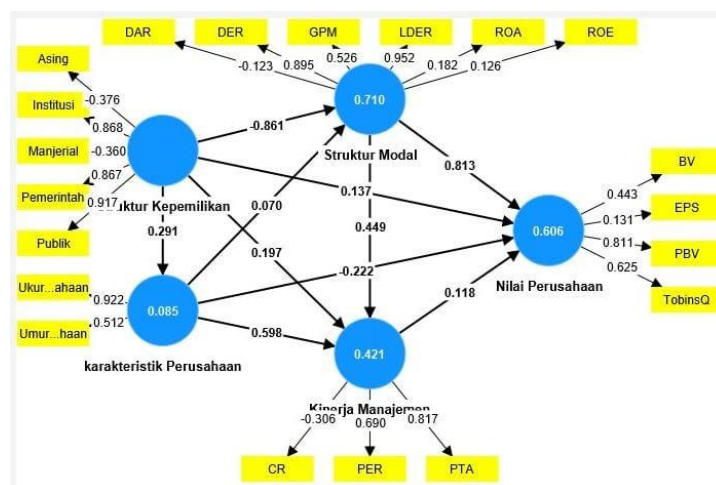 DAR
DER
GPM
LDER
ROA
ROE
-0.123
0.895
0.526
0.952
0.182
0.126
Asing
Institusi
Manjerial
Pemerintah
Publik
-0.376
0.868
-0.360
0.867
0.917
0.710
Struktur Modal
-0.861
0.813
0.137
0.070
0.449
0.197
0.291
uktur Kepemilikan
BV
EPS
PBV
TobinsQ
0.443
0.131
0.811
0.625
0.606
Nilai Perusahaan
-0.222
0.118
Ukur...ahaan
Umur...haan
0.922
0.512
0.085
karakteristik Perusahaan
0.598
0.421
Kinerja Manajemen
-0.306
0.690
0.817
CR
PER
PTA